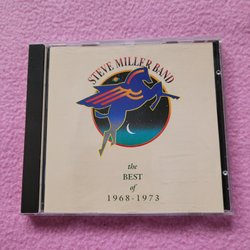 STEVE MILLER BAND
the
BEST
of
1968-1973